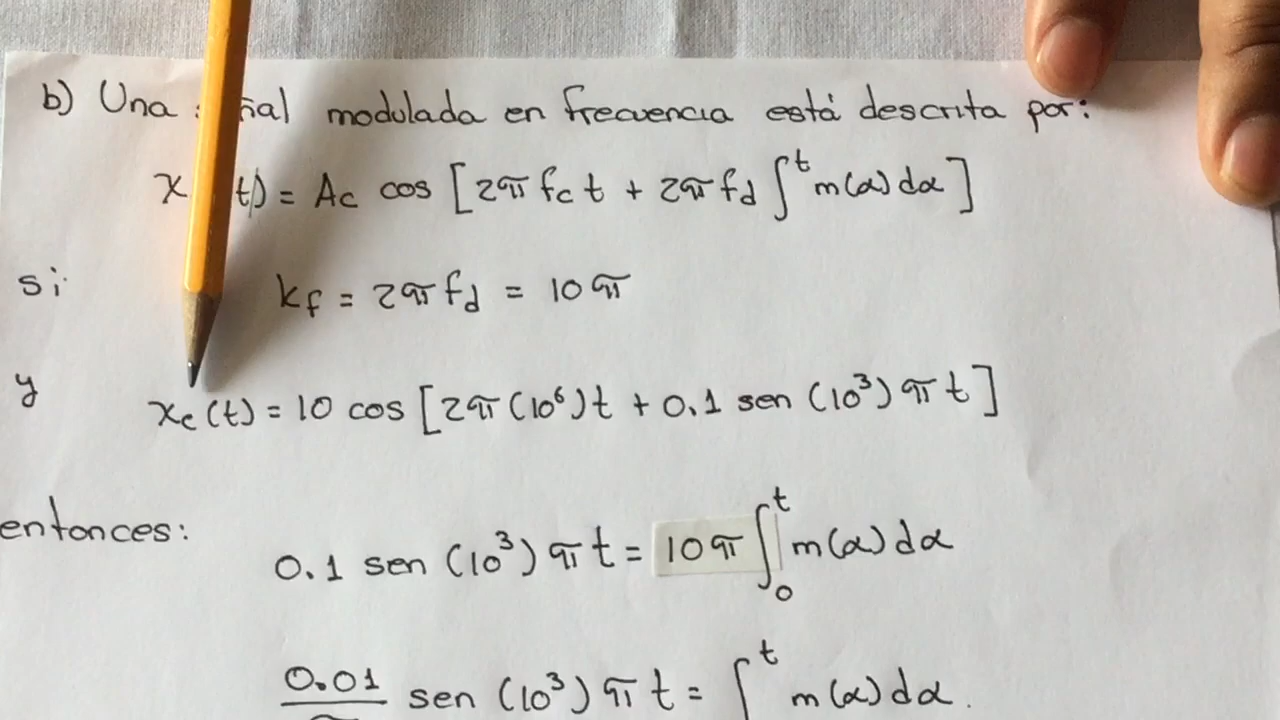 b) Una modulada en frecuencia está descrita por:
x (t) = Ac cos [2π fc t + 2π fd ∫^t m(α) dα]
si kf = 2π fd = 10π
y xc(t) = 10 cos [2π(10⁶)t + 0.1 sen (10³) π t]
entonces:
0.1 sen (10³) π t = 10π ∫₀^t m(α) dα
0.01 sen (10³) π t = ∫^t m(α) dα.